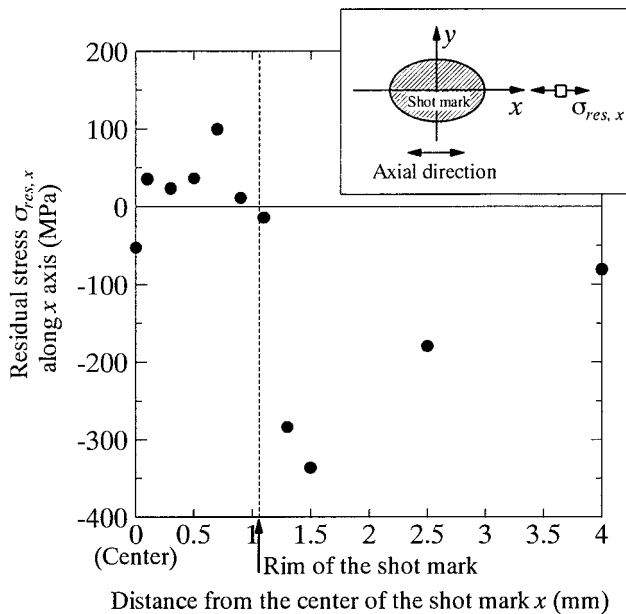 200
100
0
-100
-200
-300
-400
Residual stress σres,x
along x axis (MPa)
y
Shot mark
x
σres, x
Axial direction
0
0.5
1
1.5
2
2.5
3
3.5
4
(Center)
Rim of the shot mark
Distance from the center of the shot mark x (mm)